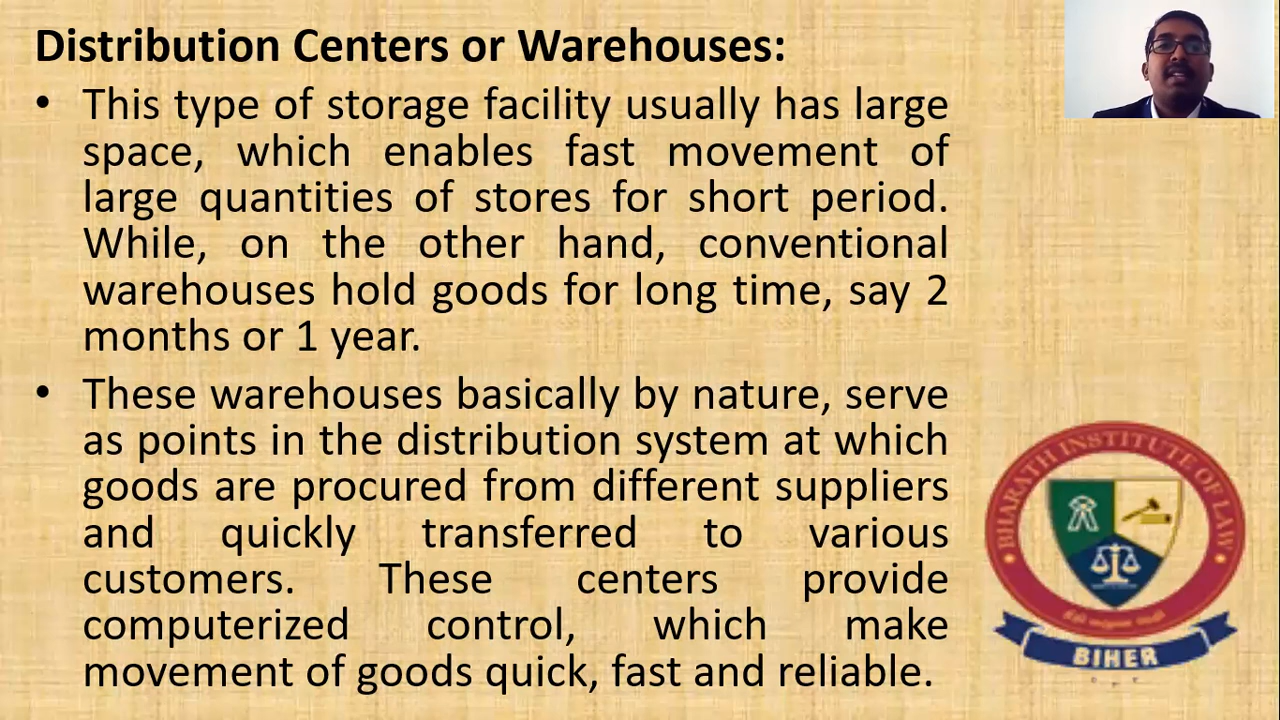 Distribution Centers or Warehouses:
• This type of storage facility usually has large
space, which enables fast movement of
large quantities of stores for short period.
While, on the other hand, conventional
warehouses hold goods for long time, say 2
months or 1 year.
• These warehouses basically by nature, serve
as points in the distribution system at which
goods are procured from different suppliers
and quickly transferred to various
customers. These centers provide
computerized control, which make
movement of goods quick, fast and reliable.
BHARATH INSTITUTE OF LAW
BIHER